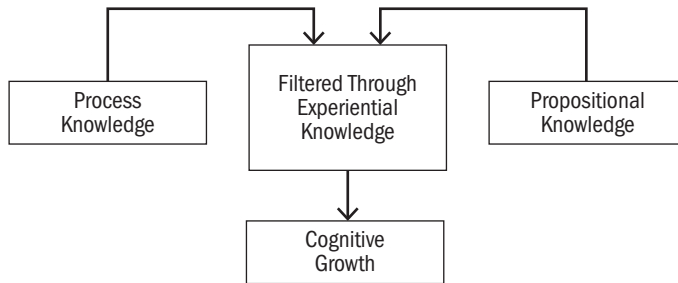 Process
Knowledge
Filtered Through
Experiential
Knowledge
Propositional
Knowledge
Cognitive
Growth